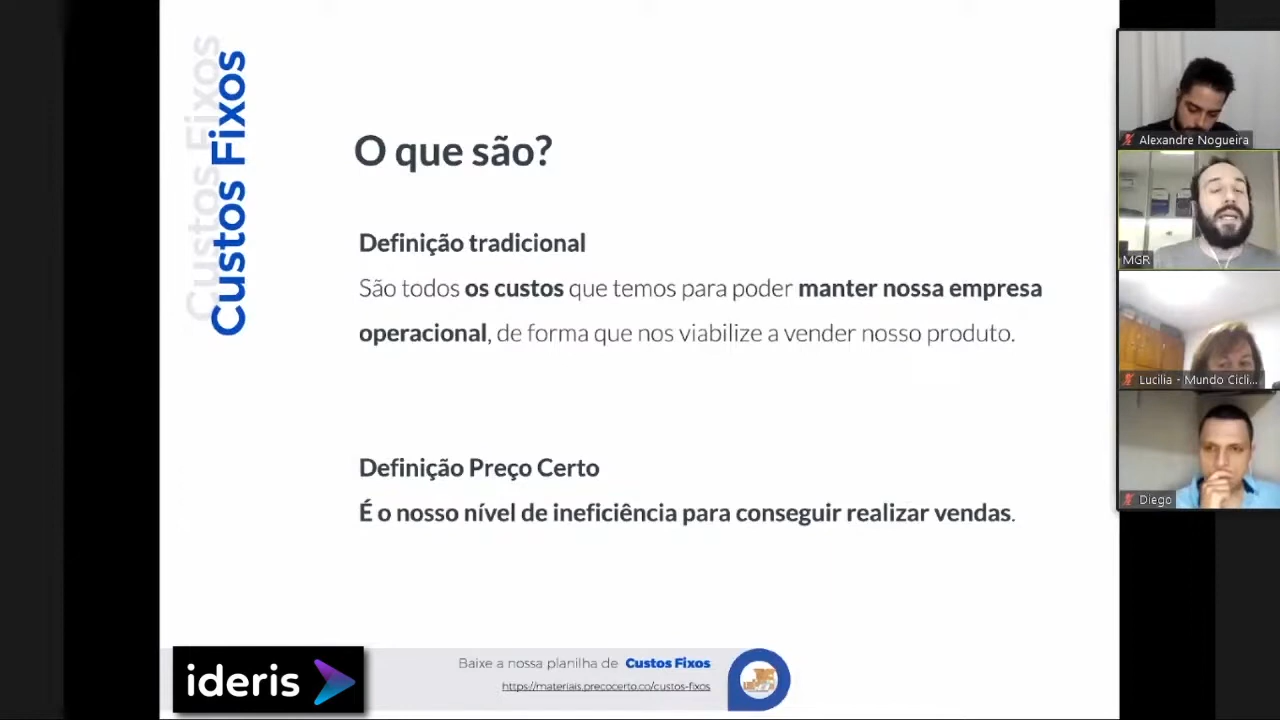 Custos Fixos
Custos Fixos
O que são?
Definição tradicional
São todos os custos que temos para poder manter nossa empresa
operacional, de forma que nos viabilize a vender nosso produto.
Definição Preço Certo
É o nosso nível de ineficiência para conseguir realizar vendas.
ideris
Baixe a nossa planilha de Custos Fixos
https://materiais.precocerto.co/custos-fixos
Alexandre Nogueira
MGR
Lucilia - Mundo Cicli...
Diego